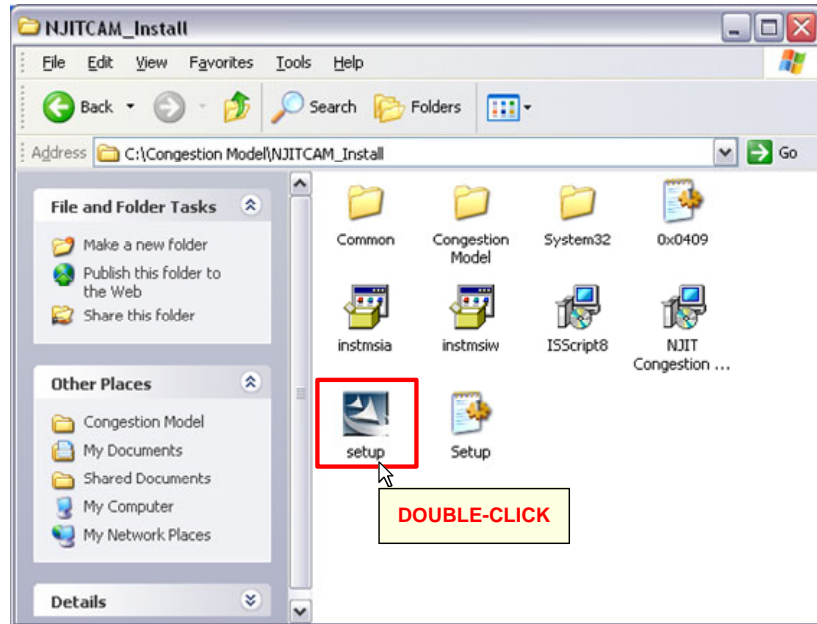 NJITCAM_Install
File Edit View Favorites Tools Help
Back Search Folders
Address C:\Congestion Model\NJITCAM_Install Go
File and Folder Tasks
Make a new folder
Publish this folder to
the Web
Share this folder
Other Places
Congestion Model
My Documents
Shared Documents
My Computer
My Network Places
Details
Common
Congestion
Model
System32
0x0409
instmsia
instmsiw
ISScript8
NJIT
Congestion ...
setup
Setup
DOUBLE-CLICK